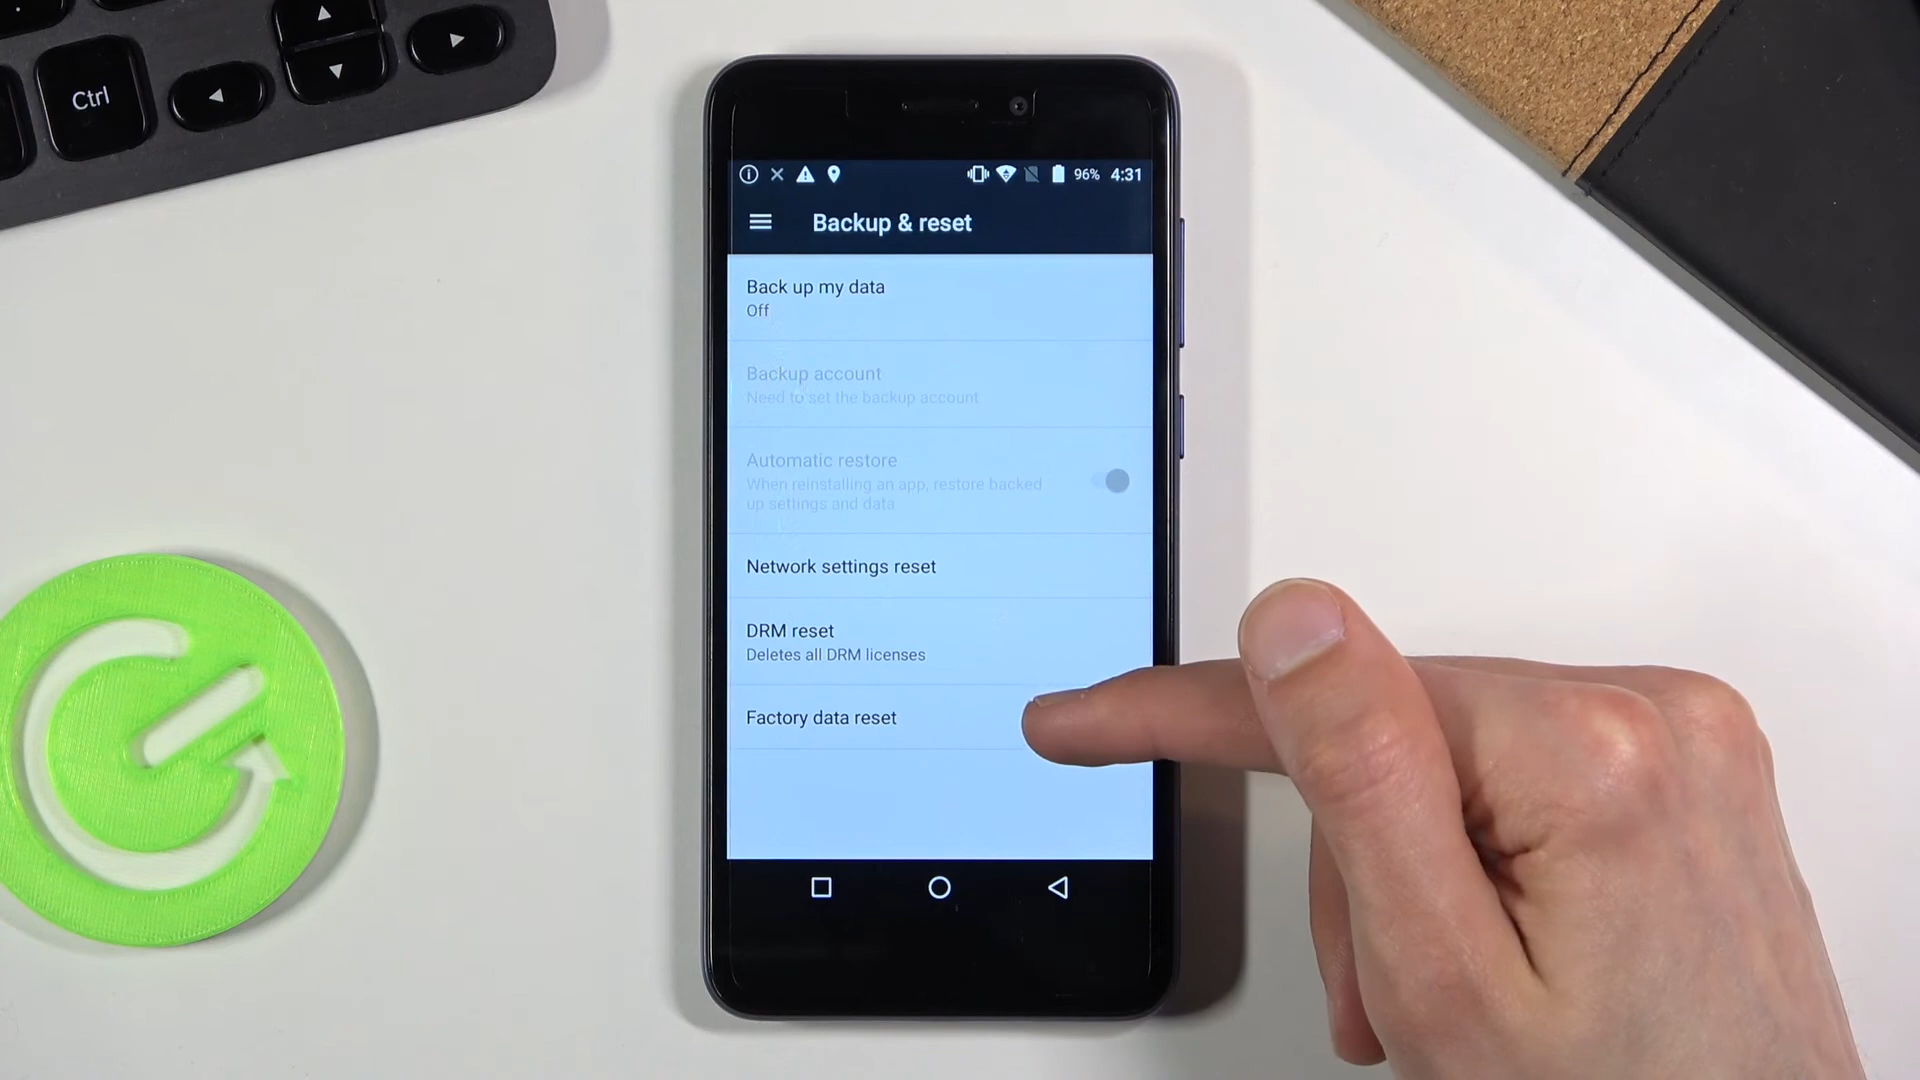 Ctrl
96% 4:31
Backup & reset
Back up my data
Off
Backup account
Need to set the backup account
Automatic restore
When reinstalling an app, restore backed
up settings and data
Network settings reset
DRM reset
Deletes all DRM licenses
Factory data reset